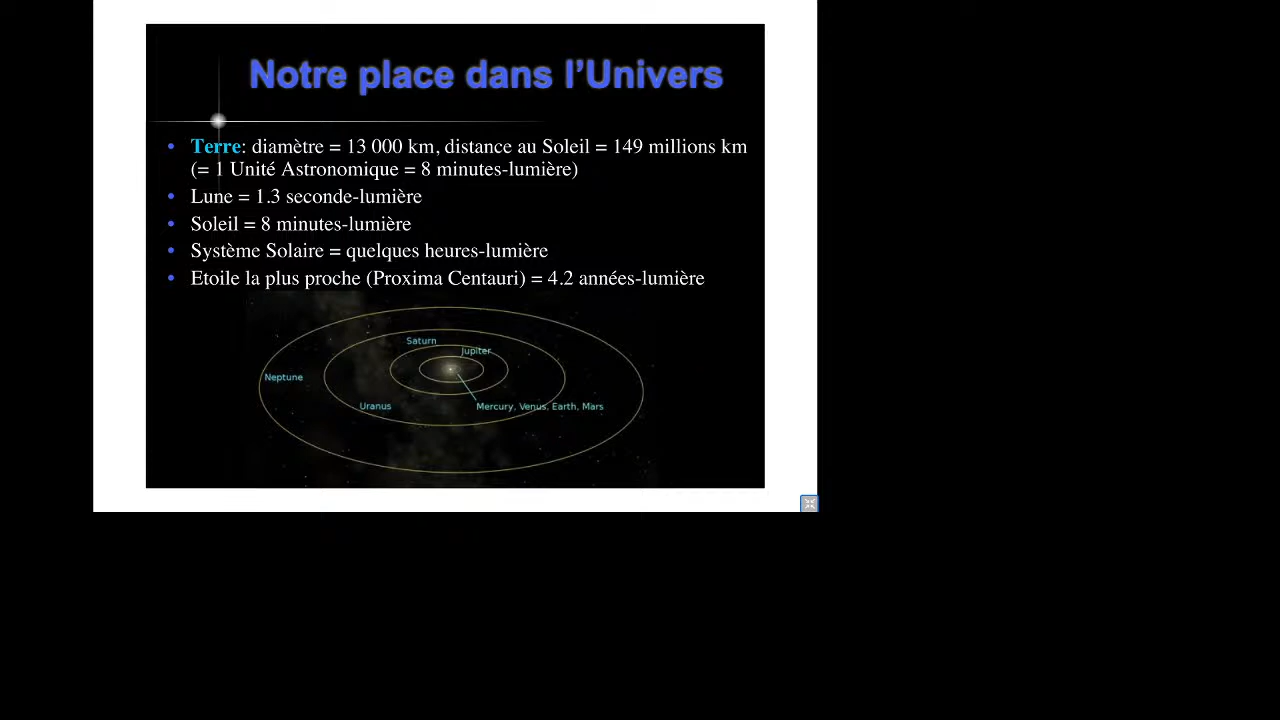 Notre place dans l’Univers
• Terre: diamètre = 13 000 km, distance au Soleil = 149 millions km
(= 1 Unité Astronomique = 8 minutes-lumière)
• Lune = 1.3 seconde-lumière
• Soleil = 8 minutes-lumière
• Système Solaire = quelques heures-lumière
• Etoile la plus proche (Proxima Centauri) = 4.2 années-lumière
Saturn
Jupiter
Neptune
Uranus
Mercury, Venus, Earth, Mars